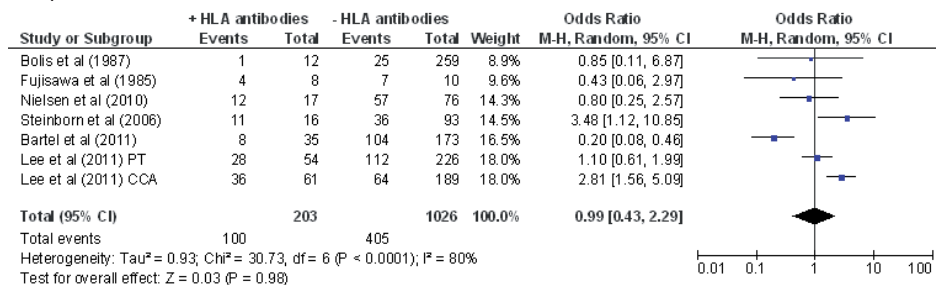 + HLA antibodies - HLA antibodies Odds Ratio Odds Ratio
Study or Subgroup Events Total Events Total Weight M-H, Random, 95% CI M-H, Random, 95% CI
Bolis et al (1987) 1 12 25 259 8.9% 0.85 [0.11, 6.87]
Fujisawa et al (1985) 4 8 7 10 9.6% 0.43 [0.06, 2.97]
Nielsen et al (2010) 12 17 57 76 14.3% 0.80 [0.25, 2.57]
Steinborn et al (2006) 11 16 36 93 14.5% 3.48 [1.12, 10.85]
Bartel et al (2011) 8 35 104 173 16.5% 0.20 [0.08, 0.46]
Lee et al (2011) PT 28 54 112 226 18.0% 1.10 [0.61, 1.99]
Lee et al (2011) CCA 36 61 64 189 18.0% 2.81 [1.56, 5.09]
Total (95% CI) 203 1026 100.0% 0.99 [0.43, 2.29]
Total events 100 405
Heterogeneity: Tau² = 0.93; Chi² = 30.73, df = 6 (P < 0.0001); I² = 80%
Test for overall effect: Z = 0.03 (P = 0.98)
0.01 0.1 1 10 100